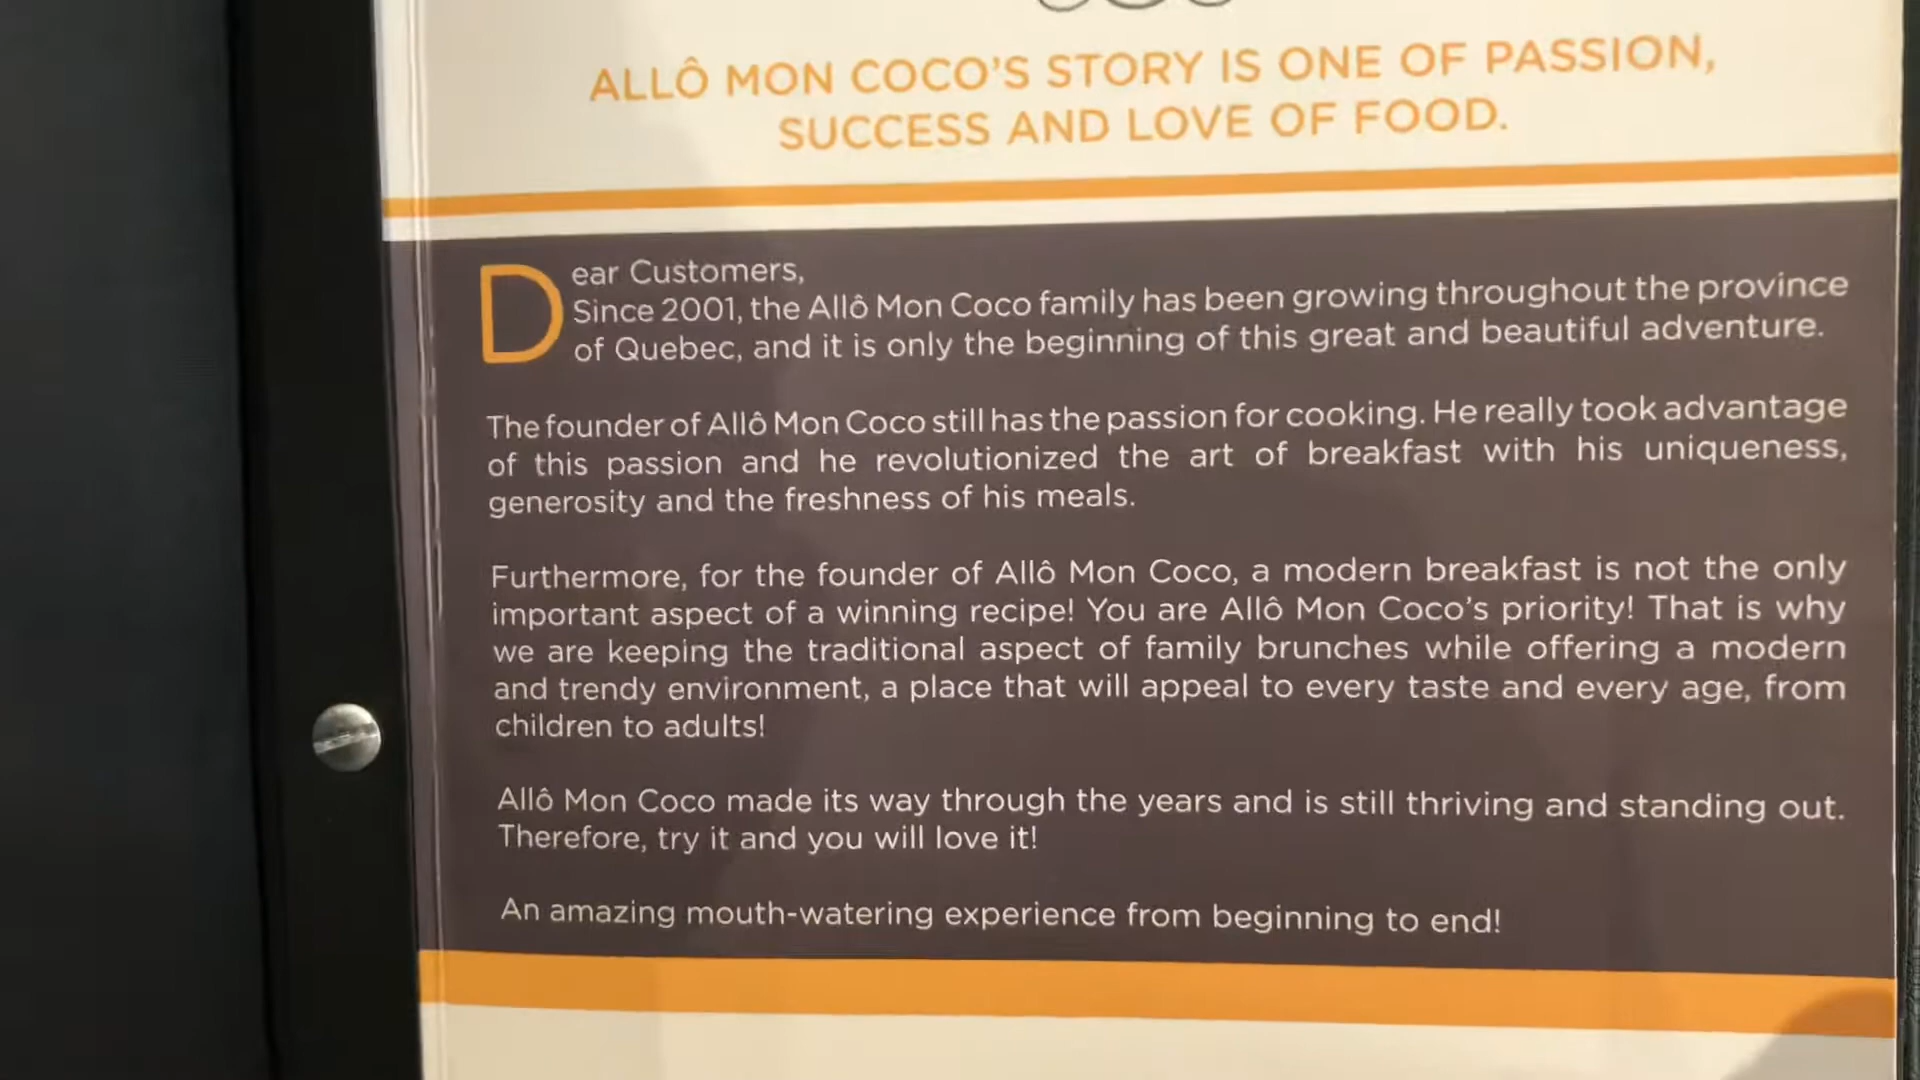 ALLÔ MON COCO'S STORY IS ONE OF PASSION,
SUCCESS AND LOVE OF FOOD.
Dear Customers,
Since 2001, the Allô Mon Coco family has been growing throughout the province
of Quebec, and it is only the beginning of this great and beautiful adventure.
The founder of Allô Mon Coco still has the passion for cooking. He really took advantage
of this passion and he revolutionized the art of breakfast with his uniqueness,
generosity and the freshness of his meals.
Furthermore, for the founder of Allô Mon Coco, a modern breakfast is not the only
important aspect of a winning recipe! You are Allô Mon Coco's priority! That is why
we are keeping the traditional aspect of family brunches while offering a modern
and trendy environment, a place that will appeal to every taste and every age, from
children to adults!
Allô Mon Coco made its way through the years and is still thriving and standing out.
Therefore, try it and you will love it!
An amazing mouth-watering experience from beginning to end!